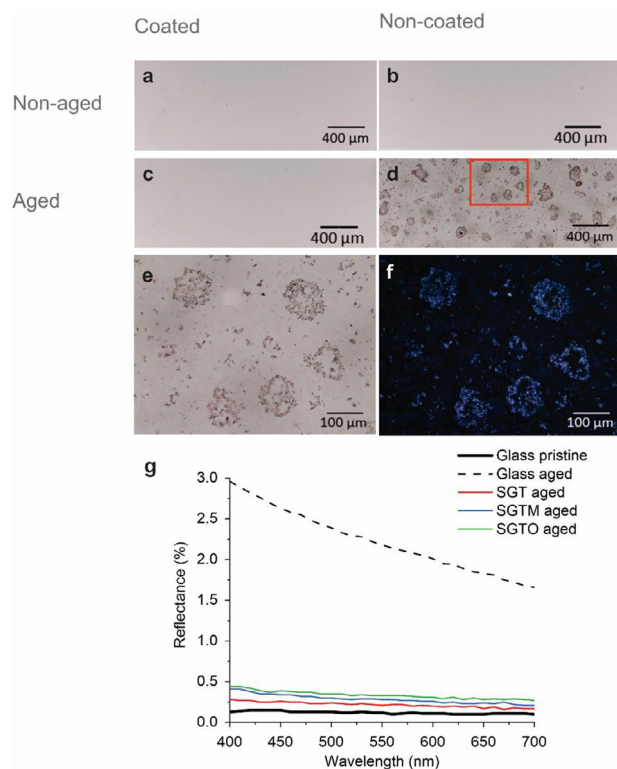 Coated
Non-coated
Non-aged
Aged
a
400 µm
b
400 µm
c
400 µm
d
400 µm
e
100 µm
f
100 µm
g
Glass pristine
Glass aged
SGT aged
SGTM aged
SGTO aged
3.0
2.5
2.0
1.5
1.0
0.5
0.0
Reflectance (%)
400 450 500 550 600 650 700
Wavelength (nm)